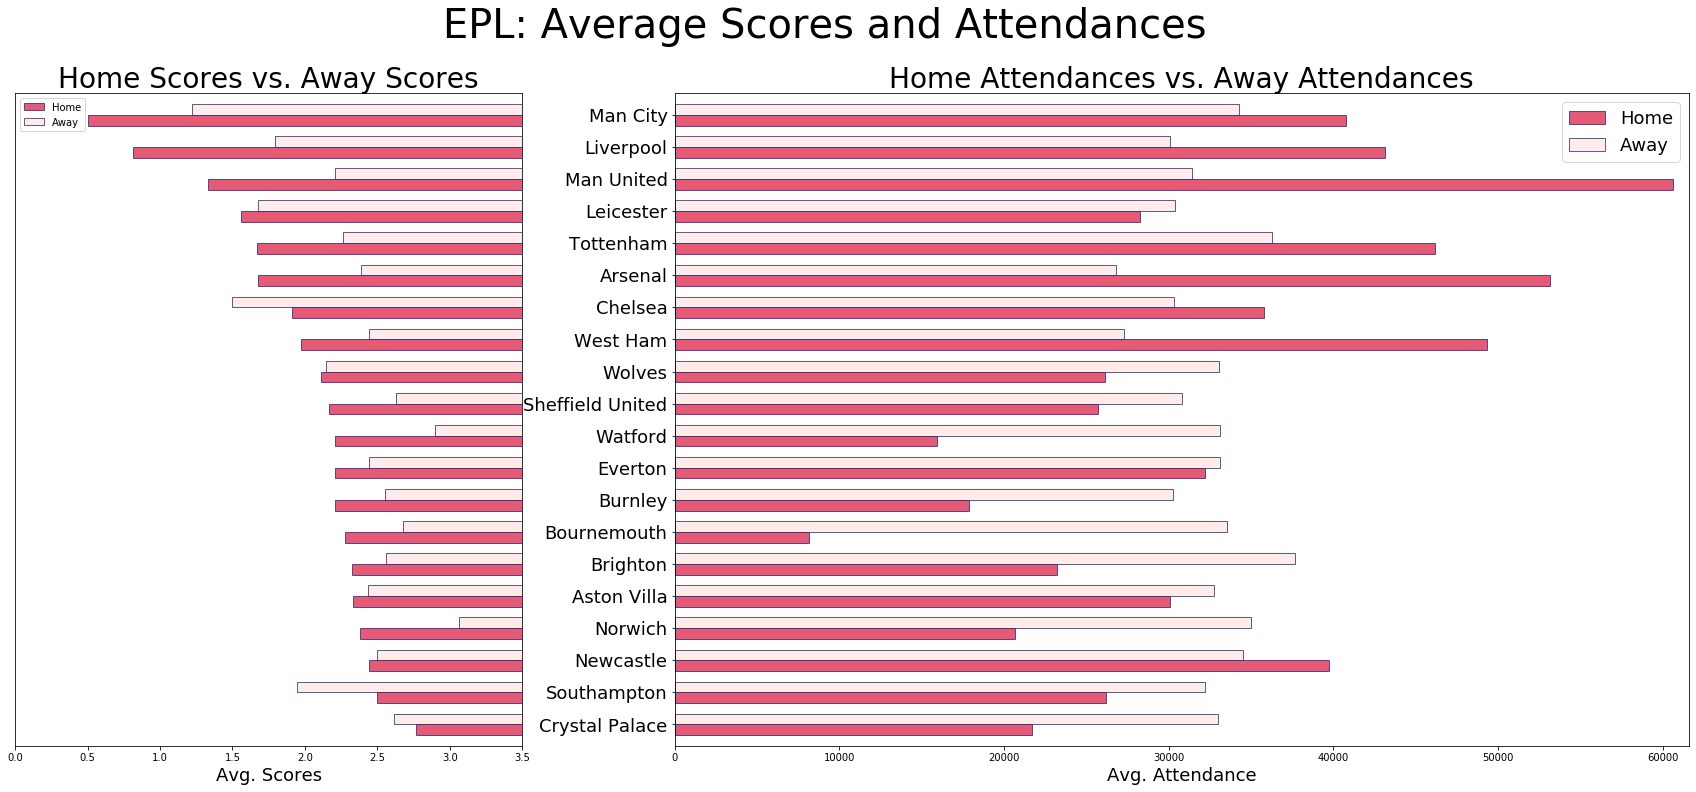 EPL: Average Scores and Attendances
Home Scores vs. Away Scores
Home
Away
0.0 0.5 1.0 1.5 2.0 2.5 3.0 3.5
Avg. Scores
Home Attendances vs. Away Attendances
Home
Away
Man City
Liverpool
Man United
Leicester
Tottenham
Arsenal
Chelsea
West Ham
Wolves
Sheffield United
Watford
Everton
Burnley
Bournemouth
Brighton
Aston Villa
Norwich
Newcastle
Southampton
Crystal Palace
0 10000 20000 30000 40000 50000 60000
Avg. Attendance